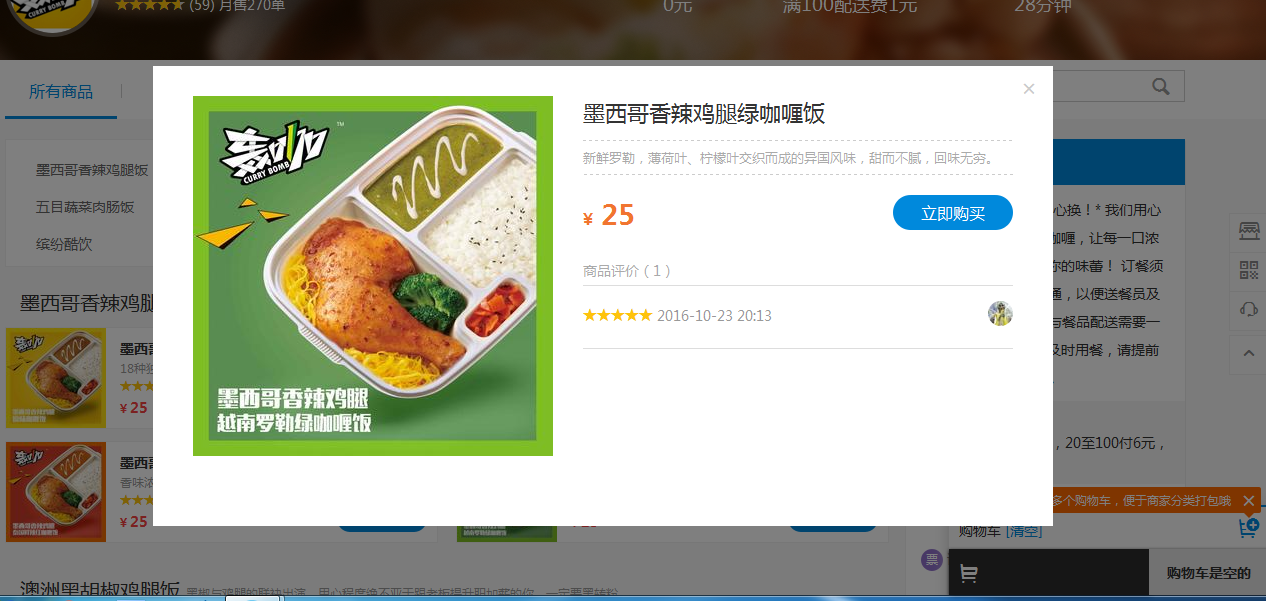 (59) 月售270单
0元
满100配送费1元
28分钟
CURRY BOMB
所有商品
墨西哥香辣鸡腿饭
五目蔬菜肉肠饭
缤纷酷饮
墨西哥香辣鸡腿
墨西哥
18种
¥ 25
墨西哥
¥ 25
轰咖
TM
CURRY BOMB
墨西哥香辣鸡腿
越南罗勒绿咖喱饭
墨西哥香辣鸡腿绿咖喱饭
新鲜罗勒，薄荷叶、柠檬叶交织而成的异国风味，甜而不腻，回味无穷。
¥ 25
立即购买
商品评价 ( 1 )
2016-10-23 20:13
心换！* 我们用心
咖喱，让每一口浓
你的味蕾！ 订餐须
通，以便送餐员及
与餐品配送需要一
及时用餐，请提前
，20至100付6元，
多个购物车，便于商家分类打包哦
购物车 [清空]
票
购物车是空的
澳洲黑胡椒鸡腿饭